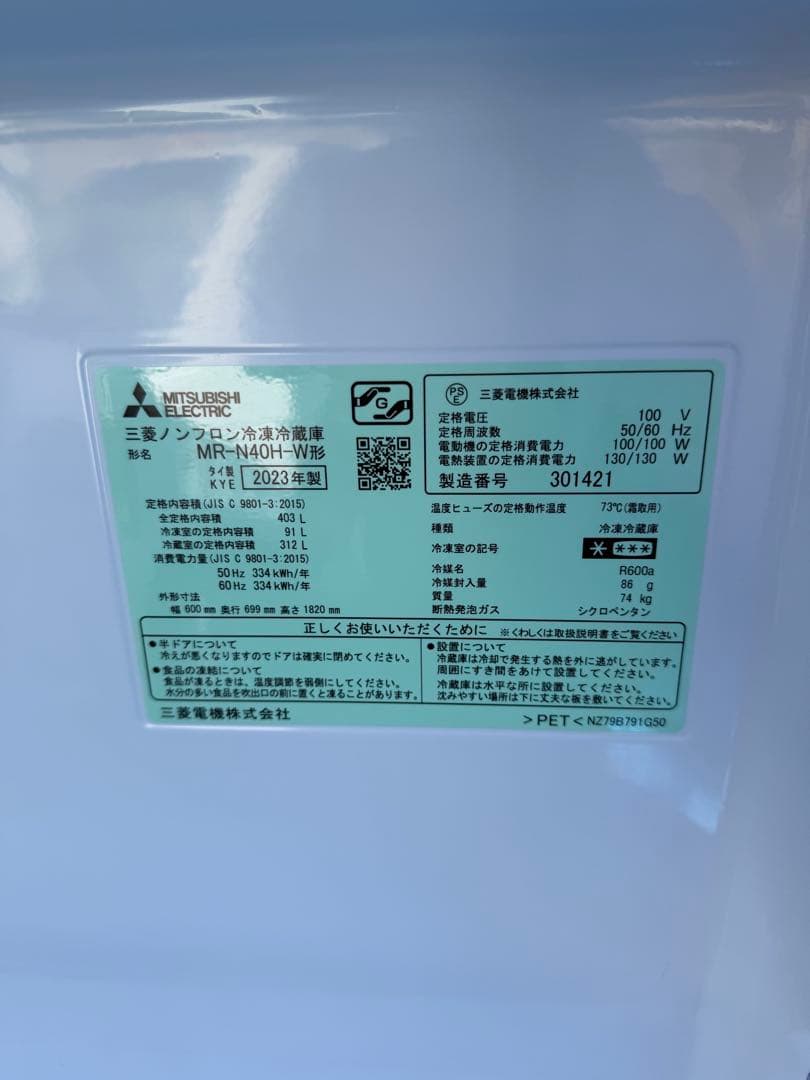 MITSUBISHI
ELECTRIC
三菱ノンフロン冷凍冷蔵庫
形名 MR-N40H-W形
タイ製
KYE 2023年製
G
定格内容積(JIS C 9801-3:2015)
全定格内容積 403 L
冷凍室の定格内容積 91 L
冷蔵室の定格内容積 312 L
消費電力量(JIS C 9801-3:2015)
50Hz 334kWh/年
60Hz 334kWh/年
外形寸法
幅 600mm 奥行 699mm 高さ 1820mm
PSE 三菱電機株式会社
定格電圧 100 V
定格周波数 50/60 Hz
電動機の定格消費電力 100/100 W
電熱装置の定格消費電力 130/130 W
製造番号 301421
温度ヒューズの定格動作温度 73℃(霜取用)
種類 冷凍冷蔵庫
冷凍室の記号 * ***
冷媒名 R600a
冷媒封入量 86 g
質量 74 kg
断熱発泡ガス シクロペンタン
正しくお使いいただくために ※くわしくは取扱説明書をご覧ください
●半ドアについて
冷えが悪くなりますのでドアは確実に閉めてください。
●食品の凍結について
食品が凍るときは、温度調節を弱側にしてください。
水分の多い食品を吹出口の前に置くと凍ることがあります。
●設置について
冷蔵庫は冷却で発生する熱を外に逃がしています。
周囲にすき間をあけて設置してください。
冷蔵庫は水平な所に設置してください。
沈みやすい場所は下に丈夫な板を敷いてください。
三菱電機株式会社
>PET< NZ79B791G50